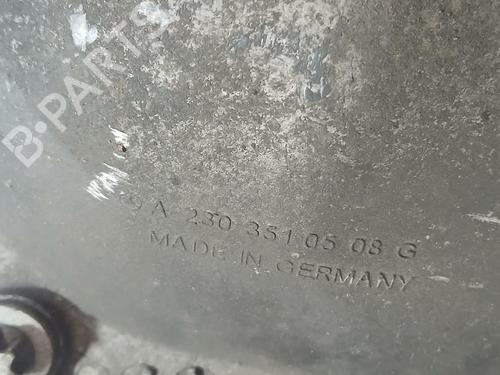 B-PARTS
A 230 351 05 08 G
MADE IN GERMANY